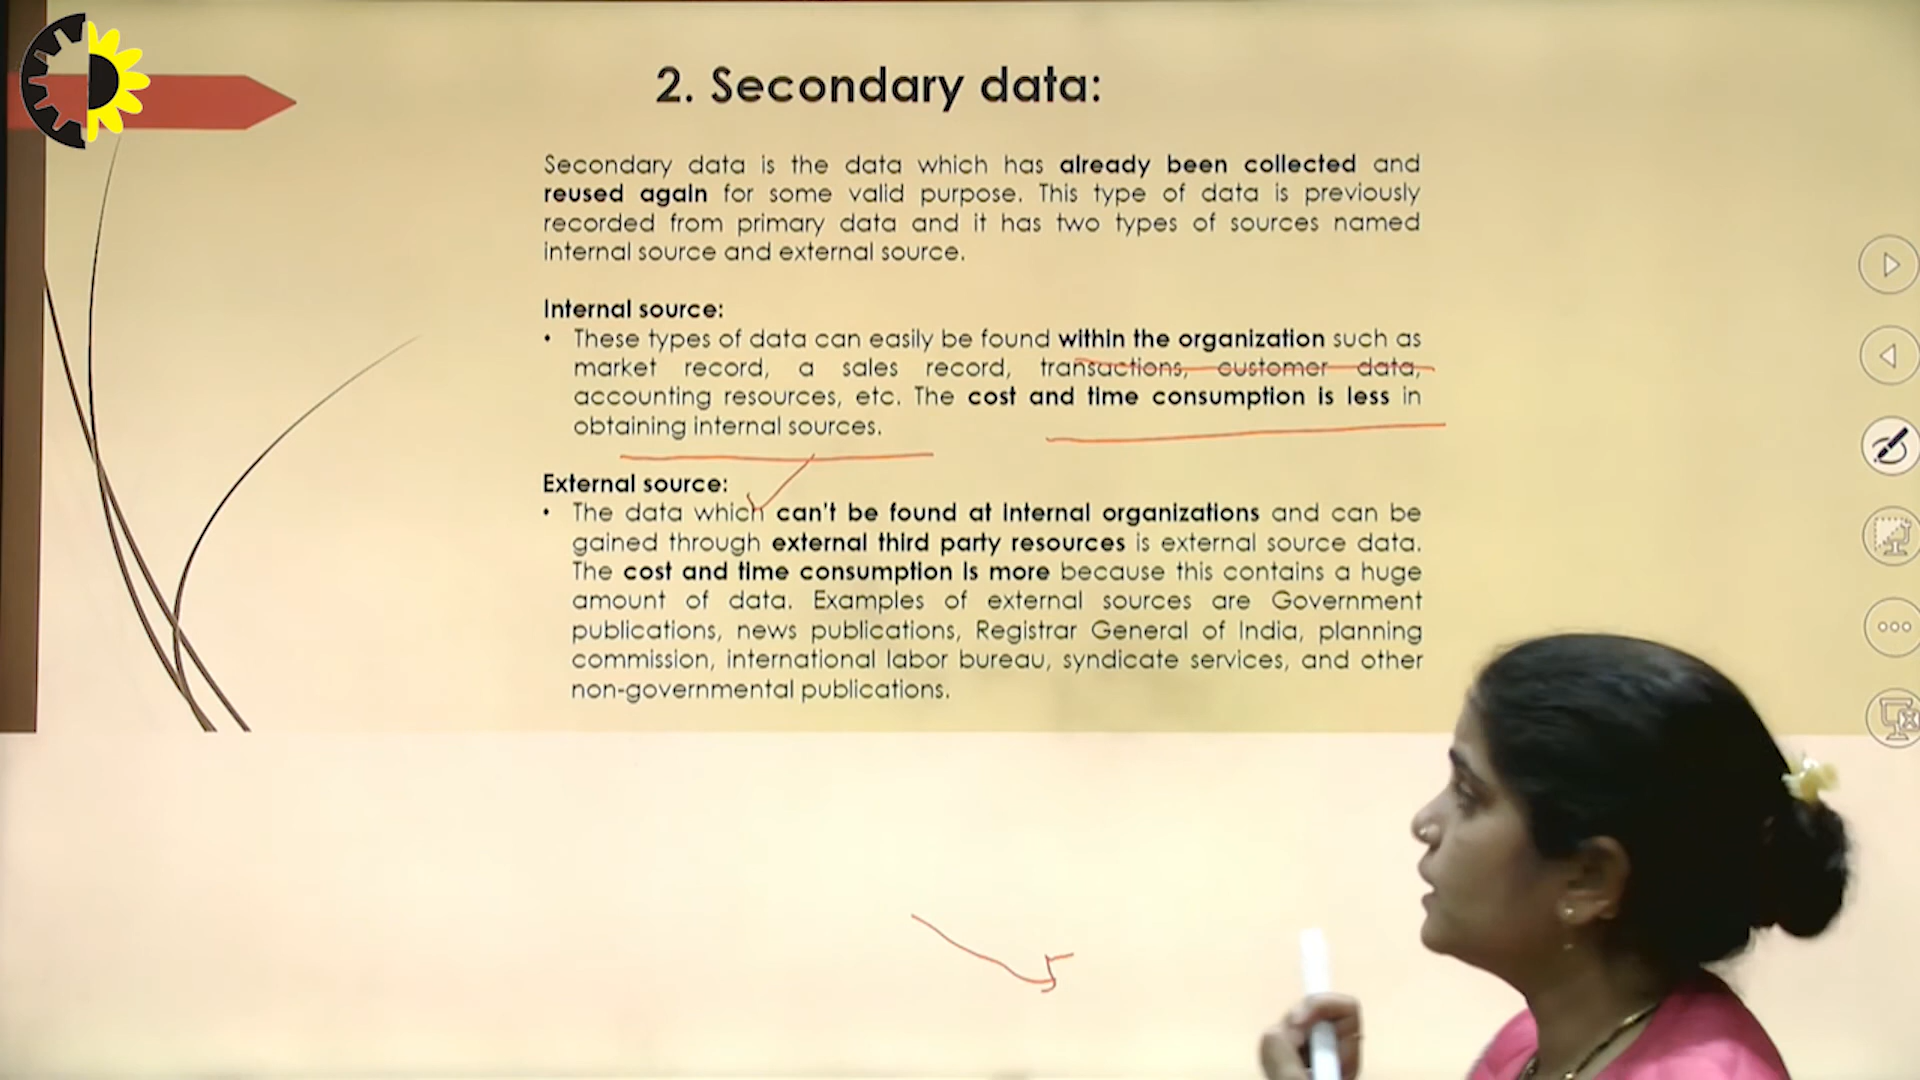 2. Secondary data:
Secondary data is the data which has already been collected and
reused again for some valid purpose. This type of data is previously
recorded from primary data and it has two types of sources named
internal source and external source.
Internal source:
• These types of data can easily be found within the organization such as
market record, a sales record, transactions, customer data,
accounting resources, etc. The cost and time consumption is less in
obtaining internal sources.
External source:
• The data which can't be found at internal organizations and can be
gained through external third party resources is external source data.
The cost and time consumption is more because this contains a huge
amount of data. Examples of external sources are Government
publications, news publications, Registrar General of India, planning
commission, international labor bureau, syndicate services, and other
non-governmental publications.